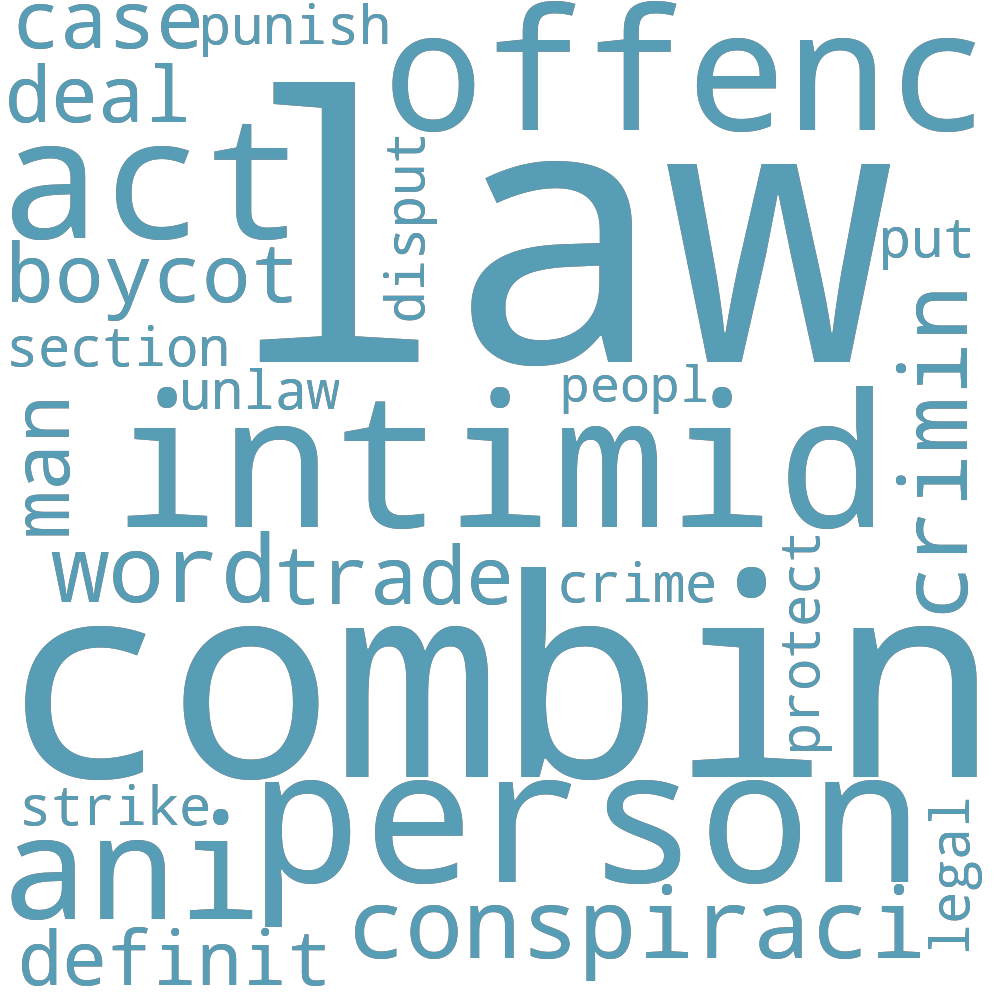 case
punish
offenc
deal
law
act
disput
boycot
put
section
unlaw
peopl
crimin
man
intimid
word
trade
crime
protect
combin
strike
person
ani
legal
conspiraci
definit